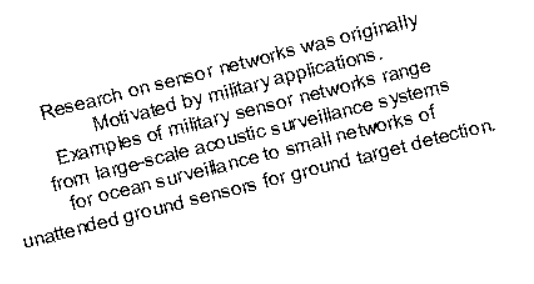 Research on sensor networks was originally
Motivated by military applications.
Examples of military sensor networks range
from large-scale acoustic surveillance systems
for ocean surveillance to small networks of
unattended ground sensors for ground target detection.